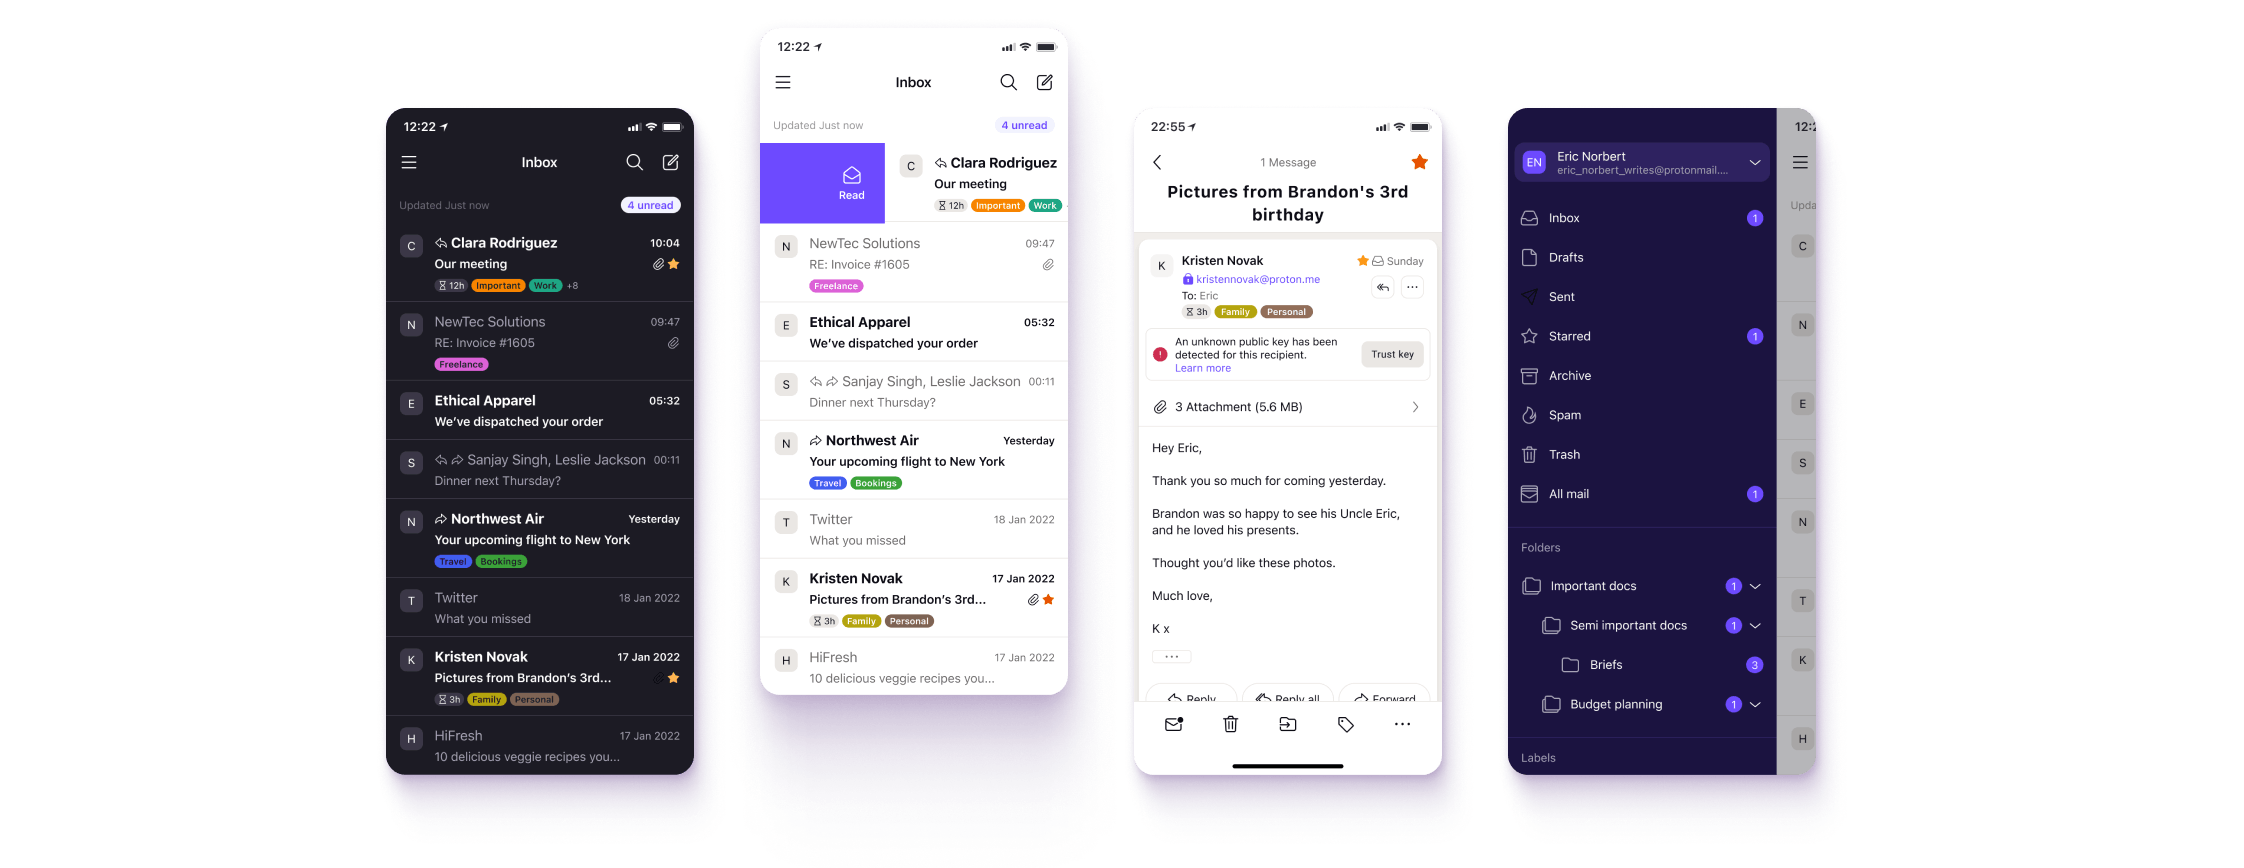 12:22
Inbox
Updated Just now
4 unread
C
Clara Rodriguez
10:04
Our meeting
12h Important Work +8
N
NewTec Solutions
09:47
RE: Invoice #1605
Freelance
E
Ethical Apparel
05:32
We've dispatched your order
S
Sanjay Singh, Leslie Jackson
00:11
Dinner next Thursday?
N
Northwest Air
Yesterday
Your upcoming flight to New York
Travel Bookings
T
Twitter
18 Jan 2022
What you missed
K
Kristen Novak
17 Jan 2022
Pictures from Brandon's 3rd...
3h Family Personal
H
HiFresh
17 Jan 2022
10 delicious veggie recipes you...
12:22
Inbox
Updated Just now
4 unread
Read
C
Clara Rodriguez
Our meeting
12h Important Work
N
NewTec Solutions
09:47
RE: Invoice #1605
Freelance
E
Ethical Apparel
05:32
We've dispatched your order
S
Sanjay Singh, Leslie Jackson
00:11
Dinner next Thursday?
N
Northwest Air
Yesterday
Your upcoming flight to New York
Travel Bookings
T
Twitter
18 Jan 2022
What you missed
K
Kristen Novak
17 Jan 2022
Pictures from Brandon's 3rd...
3h Family Personal
H
HiFresh
17 Jan 2022
10 delicious veggie recipes you...
22:55
1 Message
Pictures from Brandon's 3rd
birthday
K
Kristen Novak
Sunday
kristennovak@proton.me
To: Eric
3h Family Personal
An unknown public key has been
detected for this recipient.
Learn more
Trust key
3 Attachment (5.6 MB)
Hey Eric,
Thank you so much for coming yesterday.
Brandon was so happy to see his Uncle Eric,
and he loved his presents.
Thought you'd like these photos.
Much love,
K x
...
Reply
Reply all
Forward
EN
Eric Norbert
eric_norbert_writes@protonmail....
Inbox 1
Drafts
Sent
Starred 1
Archive
Spam
Trash
All mail 1
Folders
Important docs 1
Semi important docs 1
Briefs 3
Budget planning 1
Labels
12:2
Upda
C
N
E
S
N
T
K
H